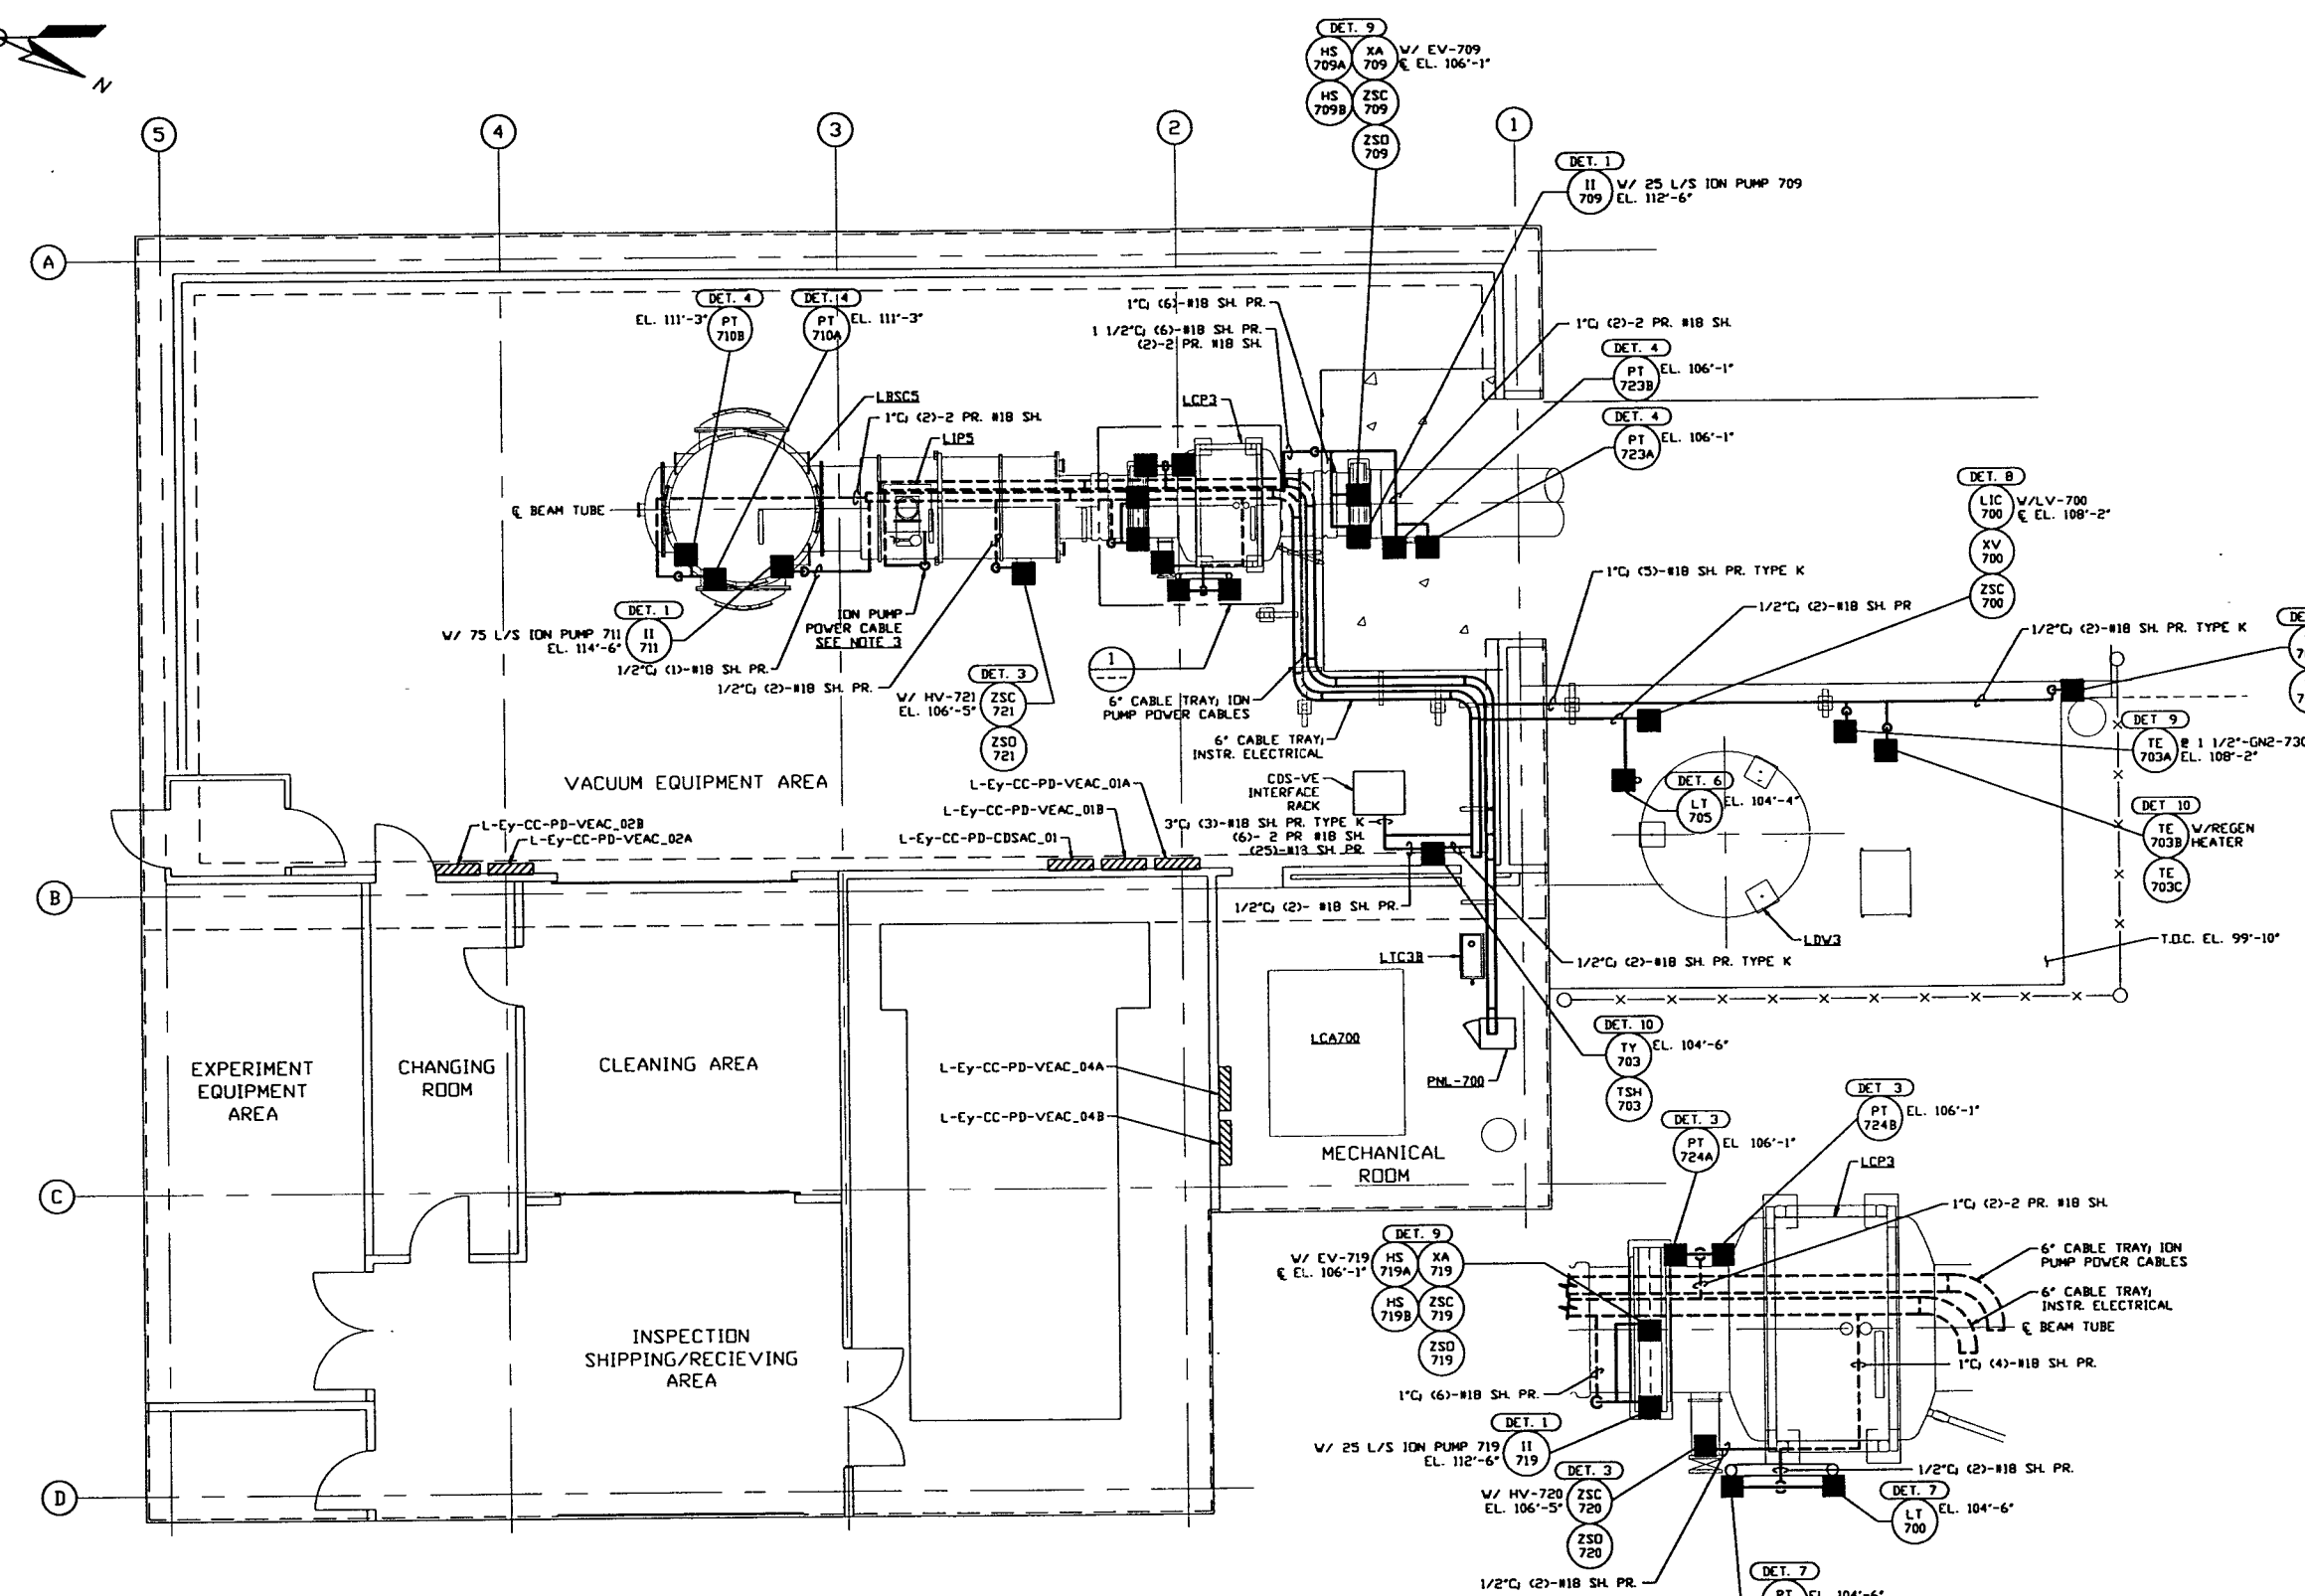 N
DET. 9
HS
709A
XA
709
W/ EV-709
℄ EL. 106'-1"
HS
709B
ZSC
709
ZSO
709
5
4
3
2
1
DET. 1
II
709
W/ 25 L/S ION PUMP 709
EL. 112'-6"
A
DET. 4
EL. 111'-3"
PT
710B
DET. 4
PT
710A
EL. 111'-3"
1"C; (6)-#18 SH. PR.
1 1/2"C; (6)-#18 SH. PR.
(2)-2 PR. #18 SH.
1"C; (2)-2 PR. #18 SH.
DET. 4
PT
723B
EL. 106'-1"
DET. 4
PT
723A
EL. 106'-1"
LBSC5
1"C; (2)-2 PR. #18 SH.
LIP5
LCP3
℄ BEAM TUBE
DET. 8
LIC
700
W/LV-700
℄ EL. 108'-2"
XV
700
ZSC
700
1"C; (5)-#18 SH. PR. TYPE K
1/2"C; (2)-#18 SH. PR
1/2"C; (2)-#18 SH. PR. TYPE K
DET. 1
W/ 75 L/S ION PUMP 711
EL. 114'-6"
II
711
1/2"C; (1)-#18 SH. PR.
1/2"C; (2)-#18 SH. PR.
ION PUMP
POWER CABLE
SEE NOTE 3
DET. 3
W/ HV-721
EL. 106'-5"
ZSC
721
ZSO
721
1
6" CABLE TRAY; ION
PUMP POWER CABLES
6" CABLE TRAY;
INSTR. ELECTRICAL
DET 9
TE
703A
@ 1 1/2"-GN2-730
EL. 108'-2"
DET 10
TE
703B
W/REGEN
HEATER
TE
703C
DET. 6
LT
705
EL. 104'-4"
VACUUM EQUIPMENT AREA
L-Ey-CC-PD-VEAC_01A
L-Ey-CC-PD-VEAC_01B
L-Ey-CC-PD-CDSAC_01
L-Ey-CC-PD-VEAC_02B
L-Ey-CC-PD-VEAC_02A
CDS-VE
INTERFACE
RACK
3"C; (3)-#18 SH. PR. TYPE K
(6)- 2 PR #18 SH.
(25)-#18 SH. PR.
B
1/2"C; (2)- #18 SH. PR.
LTC3B
1/2"C; (2)-#18 SH. PR. TYPE K
LDW3
T.O.C. EL. 99'-10"
EXPERIMENT
EQUIPMENT
AREA
CHANGING
ROOM
CLEANING AREA
L-Ey-CC-PD-VEAC_04A
L-Ey-CC-PD-VEAC_04B
LCA700
PNL-700
DET. 10
TY
703
EL. 104'-6"
TSH
703
MECHANICAL
ROOM
C
DET. 3
PT
724A
EL 106'-1"
DET 3
PT
724B
EL. 106'-1"
LCP3
1"C; (2)-2 PR. #18 SH.
DET. 9
W/ EV-719
℄ EL. 106'-1"
HS
719A
XA
719
HS
719B
ZSC
719
ZSO
719
6" CABLE TRAY; ION
PUMP POWER CABLES
6" CABLE TRAY;
INSTR. ELECTRICAL
℄ BEAM TUBE
1"C; (4)-#18 SH. PR.
1"C; (6)-#18 SH. PR.
INSPECTION
SHIPPING/RECIEVING
AREA
DET. 1
W/ 25 L/S ION PUMP 719
EL. 112'-6"
II
719
D
DET. 3
W/ HV-720
EL. 106'-5"
ZSC
720
ZSO
720
1/2"C; (2)-#18 SH. PR.
1/2"C; (2)-#18 SH. PR.
DET. 7
LT
700
EL. 104'-6"
DET. 7
PT
EL. 104'-6"